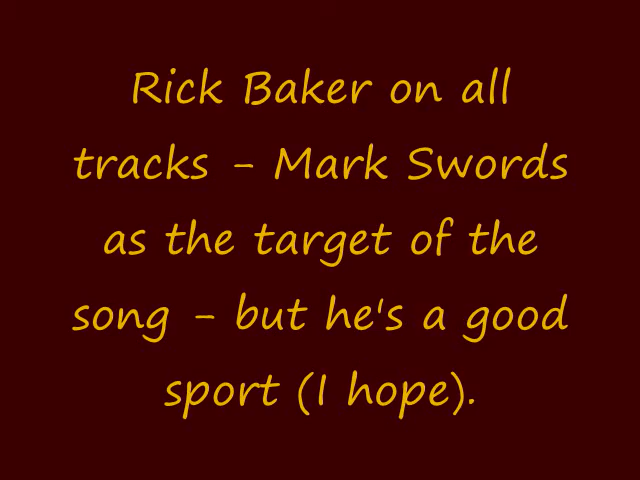 Rick Baker on all
tracks - Mark Swords
as the target of the
song - but he's a good
sport (I hope).